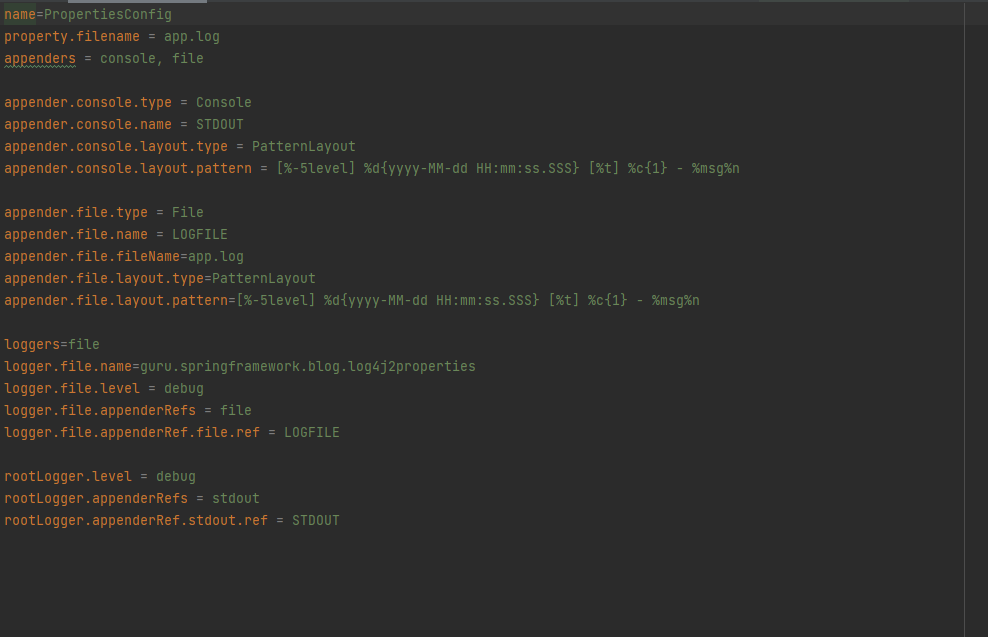 name=PropertiesConfig
property.filename = app.log
appenders = console, file
appender.console.type = Console
appender.console.name = STDOUT
appender.console.layout.type = PatternLayout
appender.console.layout.pattern = [%-5level] %d{yyyy-MM-dd HH:mm:ss.SSS} [%t] %c{1} - %msg%n
appender.file.type = File
appender.file.name = LOGFILE
appender.file.fileName=app.log
appender.file.layout.type=PatternLayout
appender.file.layout.pattern=[%-5level] %d{yyyy-MM-dd HH:mm:ss.SSS} [%t] %c{1} - %msg%n
loggers=file
logger.file.name=guru.springframework.blog.log4j2properties
logger.file.level = debug
logger.file.appenderRefs = file
logger.file.appenderRef.file.ref = LOGFILE
rootLogger.level = debug
rootLogger.appenderRefs = stdout
rootLogger.appenderRef.stdout.ref = STDOUT